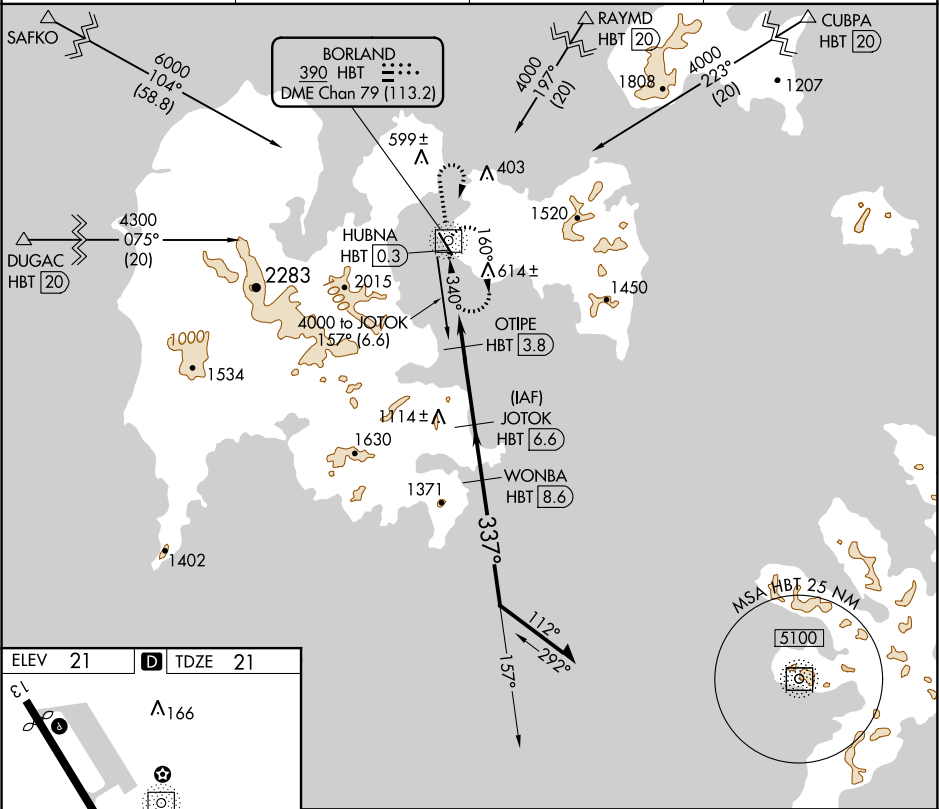 SAFKO
6000
104°
(58.8)
BORLAND
390 HBT
DME Chan 79 (113.2)
RAYMD
HBT 20
4000
197°
(20)
CUBPA
HBT 20
4000
223°
(20)
1808
1207
599±
403
1520
4300
075°
(20)
DUGAC
HBT 20
HUBNA
HBT 0.3
160°
340°
614±
2283
2015
1450
4000 to JOTOK
157° (6.6)
OTIPE
HBT 3.8
1000
1534
(IAF)
JOTOK
HBT 6.6
1114±
1630
WONBA
HBT 8.6
1371
337°
1402
112°
292°
157°
MSA HBT 25 NM
5100
ELEV 21
D
TDZE 21
13
P
166